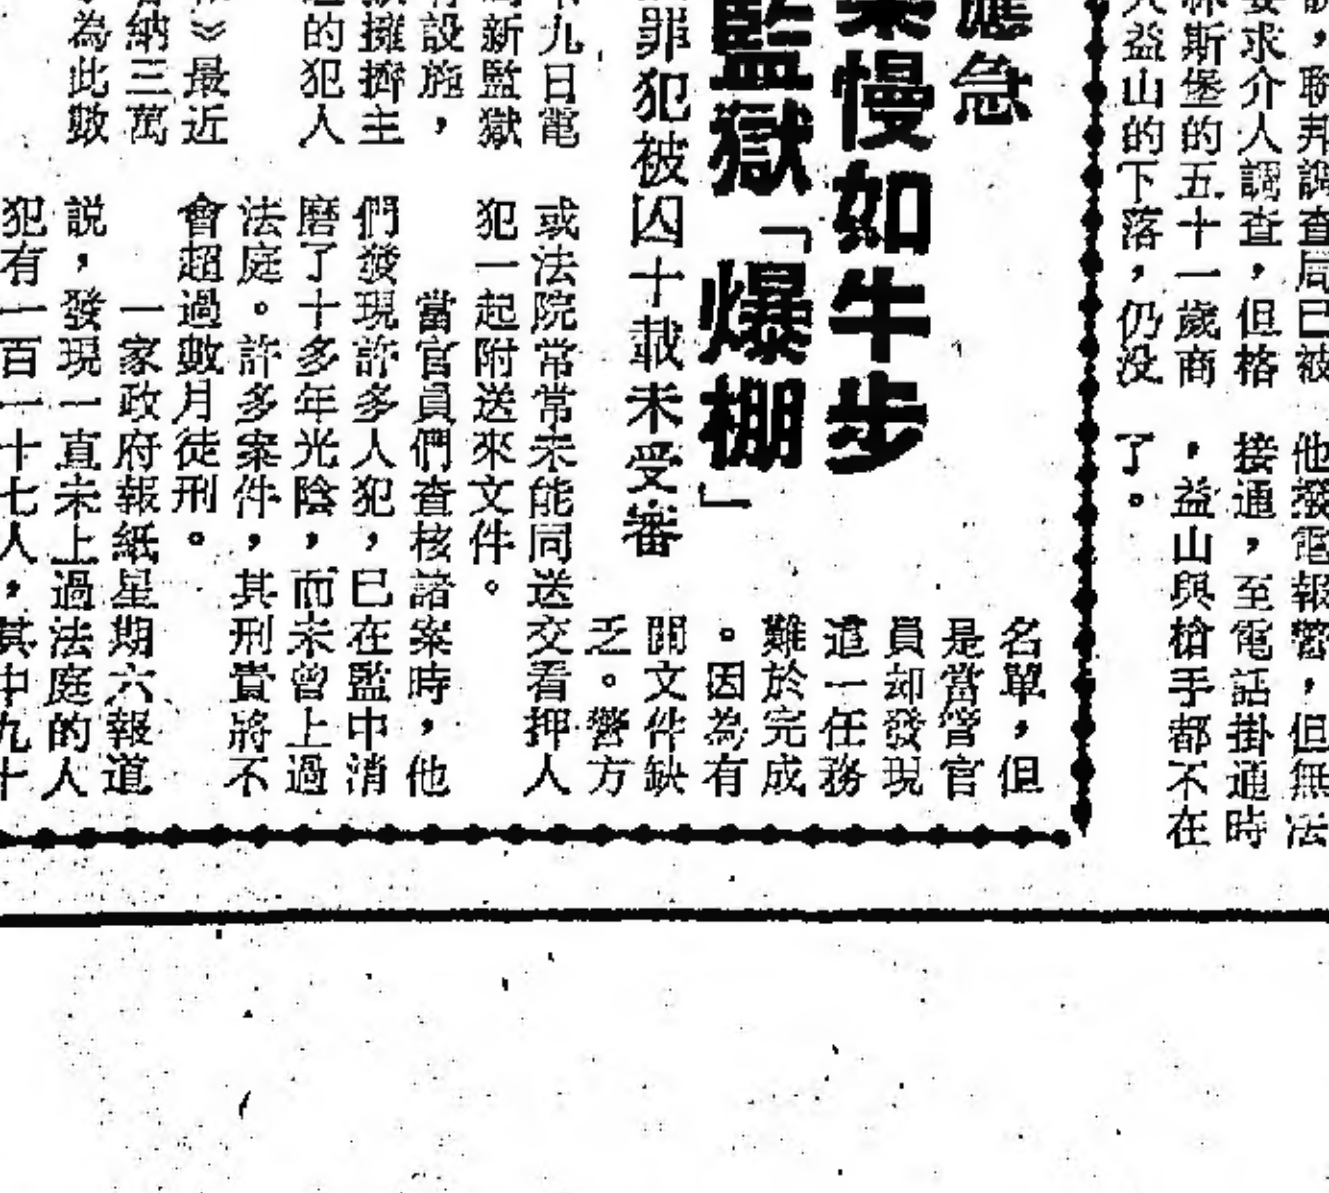 聯邦調查局已被
要求介人調查，但格
斯堡的五十一歲商
人益山的下落，仍没
他撥電報警，但無法
接通，至電話掛通時
，益山與槍手都不在
了。
應急
案慢如牛步
監獄「爆棚」
罪犯被囚十載未受審
九日電
新監獄
設施，
擁擠主
的犯人
》最近
納三萬
為此數
名單，但
是當官官
員却發現
這一任務
難於完成
。因為有
關文件缺
乏。警方
或法院常常未能同送交看押人
犯一起附送來文件。
當官員們查核諸案時，他
們發現許多人犯，已在監中消
磨了十多年光陰，而未曾上過
法庭。許多案件，其刑責將不
會超過數月徒刑。
一家政府報紙星期六報道
説，發現一直未上過法庭的人
犯有一百一十七人，其中九十